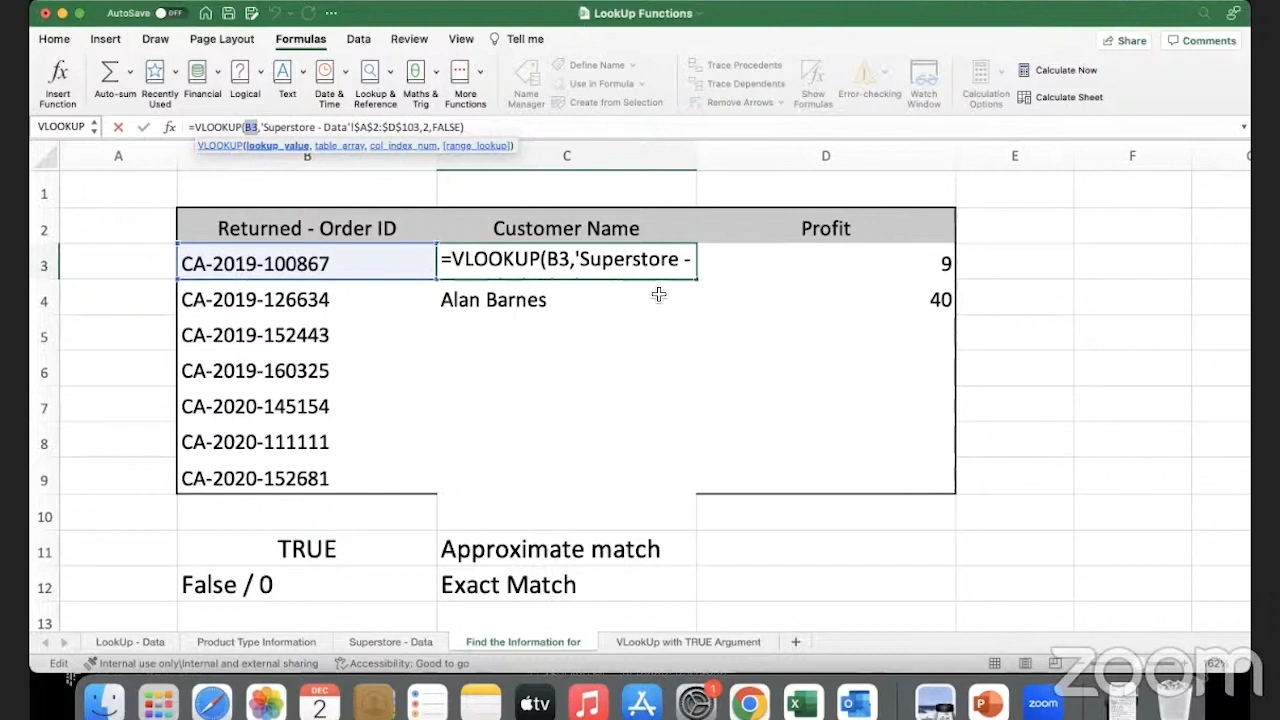 AutoSave OFF
LookUp Functions
Home Insert Draw Page Layout Formulas Data Review View Tell me
Share Comments
Insert Function
Auto-sum
Recently Used
Financial
Logical
Text
Date & Time
Lookup & Reference
Maths & Trig
More Functions
Name Manager
Define Name
Use in Formula
Create from Selection
Trace Precedents
Trace Dependents
Remove Arrows
Show Formulas
Error-checking
Watch Window
Calculation Options
Calculate Now
Calculate Sheet
VLOOKUP fx =VLOOKUP(B3,'Superstore - Data'!$A$2:$D$103,2,FALSE)
VLOOKUP(lookup_value, table_array, col_index_num, [range_lookup])
A B C D E F
1
2 Returned - Order ID Customer Name Profit
3 CA-2019-100867 =VLOOKUP(B3,'Superstore - 9
4 CA-2019-126634 Alan Barnes 40
5 CA-2019-152443
6 CA-2019-160325
7 CA-2020-145154
8 CA-2020-111111
9 CA-2020-152681
10
11 TRUE Approximate match
12 False / 0 Exact Match
13
LookUp - Data Product Type Information Superstore - Data Find the Information for VLookUp with TRUE Argument +
Edit Internal use only\Internal and external sharing Accessibility: Good to go
zoom
DEC
2
tv
1
zoom